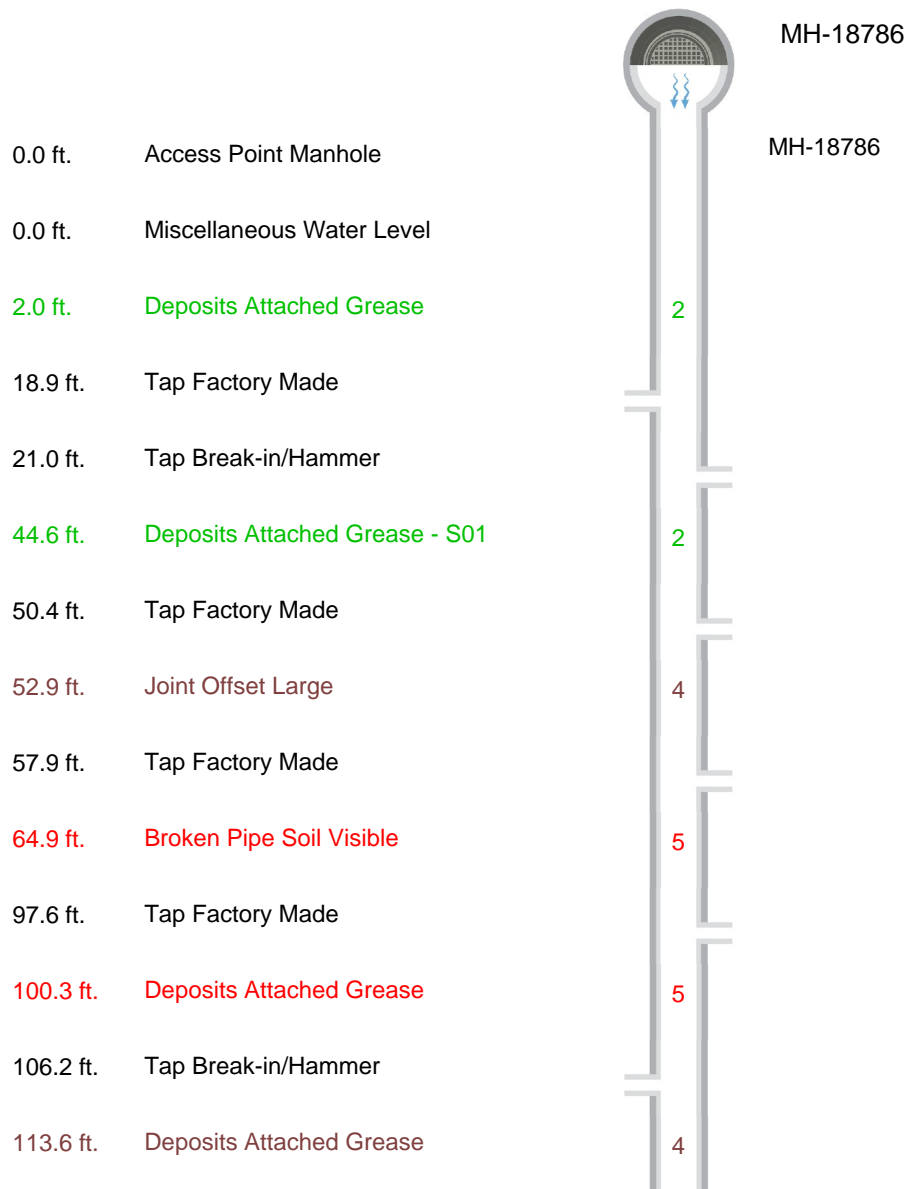 MH-18786
0.0 ft. Access Point Manhole MH-18786
0.0 ft. Miscellaneous Water Level
2.0 ft. Deposits Attached Grease 2
18.9 ft. Tap Factory Made
21.0 ft. Tap Break-in/Hammer
44.6 ft. Deposits Attached Grease - S01 2
50.4 ft. Tap Factory Made
52.9 ft. Joint Offset Large 4
57.9 ft. Tap Factory Made
64.9 ft. Broken Pipe Soil Visible 5
97.6 ft. Tap Factory Made
100.3 ft. Deposits Attached Grease 5
106.2 ft. Tap Break-in/Hammer
113.6 ft. Deposits Attached Grease 4